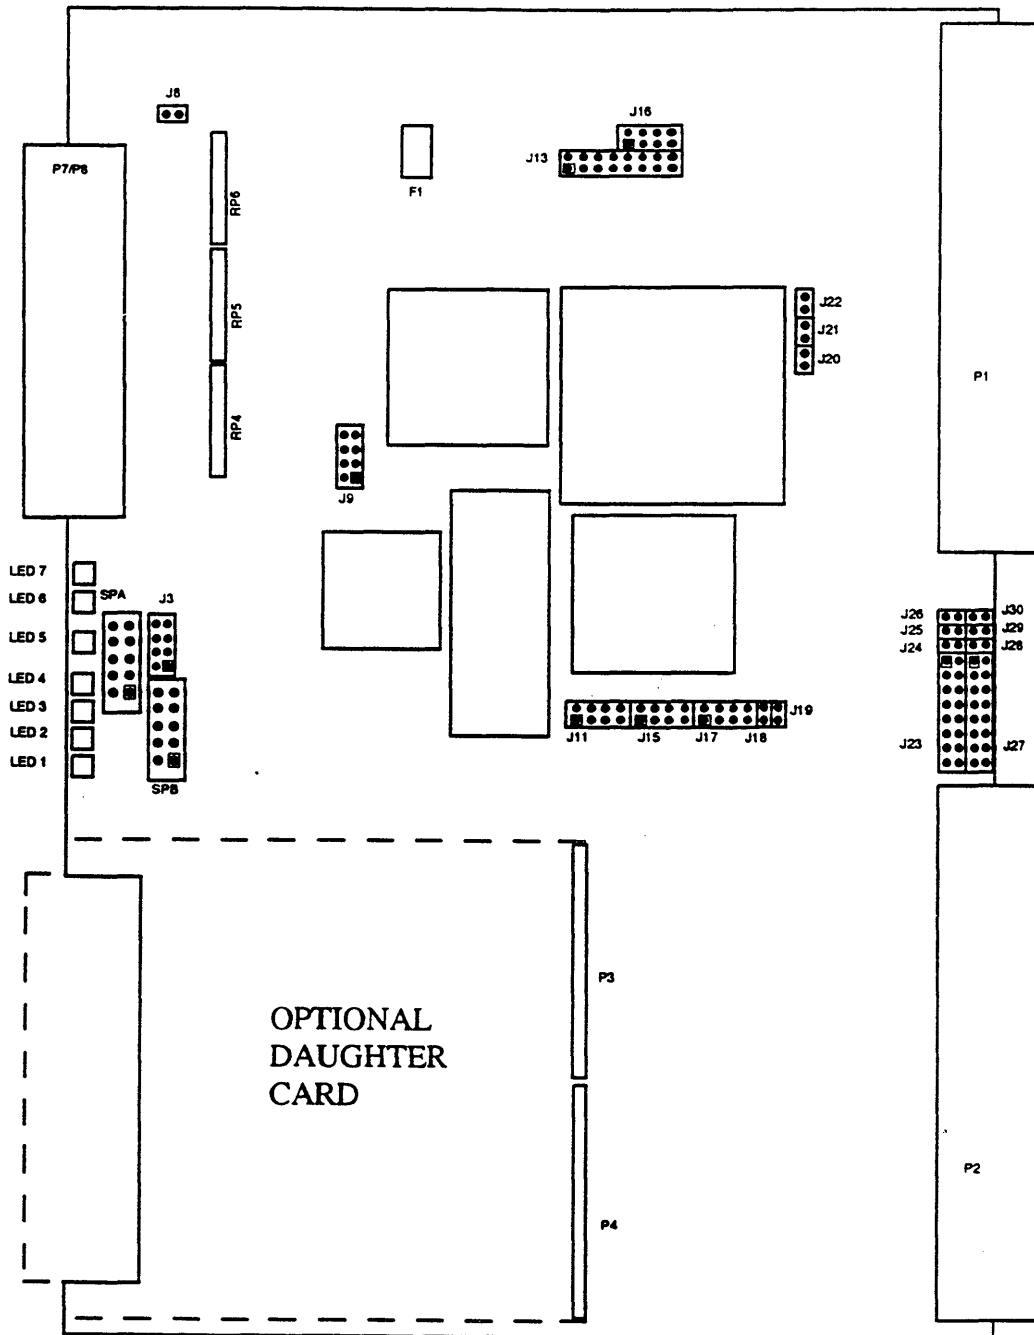 J8
J16
P7/P8
J13
F1
RP6
RP5
RP4
J22
J21
J20
P1
J9
LED 7
LED 6
LED 5
LED 4
LED 3
LED 2
LED 1
SPA
J3
SPB
J26
J30
J25
J29
J24
J28
J23
J27
J19
J11
J15
J17
J18
P3
OPTIONAL
DAUGHTER
CARD
P2
P4